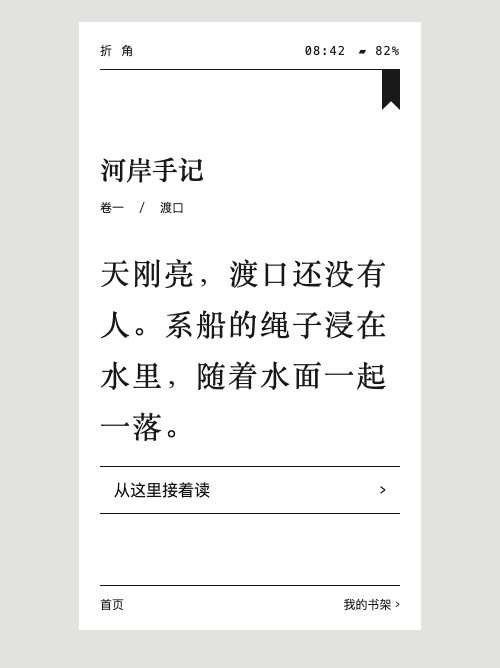 折 角
08:42 ▰ 82%
河岸手记
卷一 / 渡口
天刚亮，渡口还没有
人。系船的绳子浸在
水里，随着水面一起
一落。
从这里接着读 ›
首页
我的书架 ›